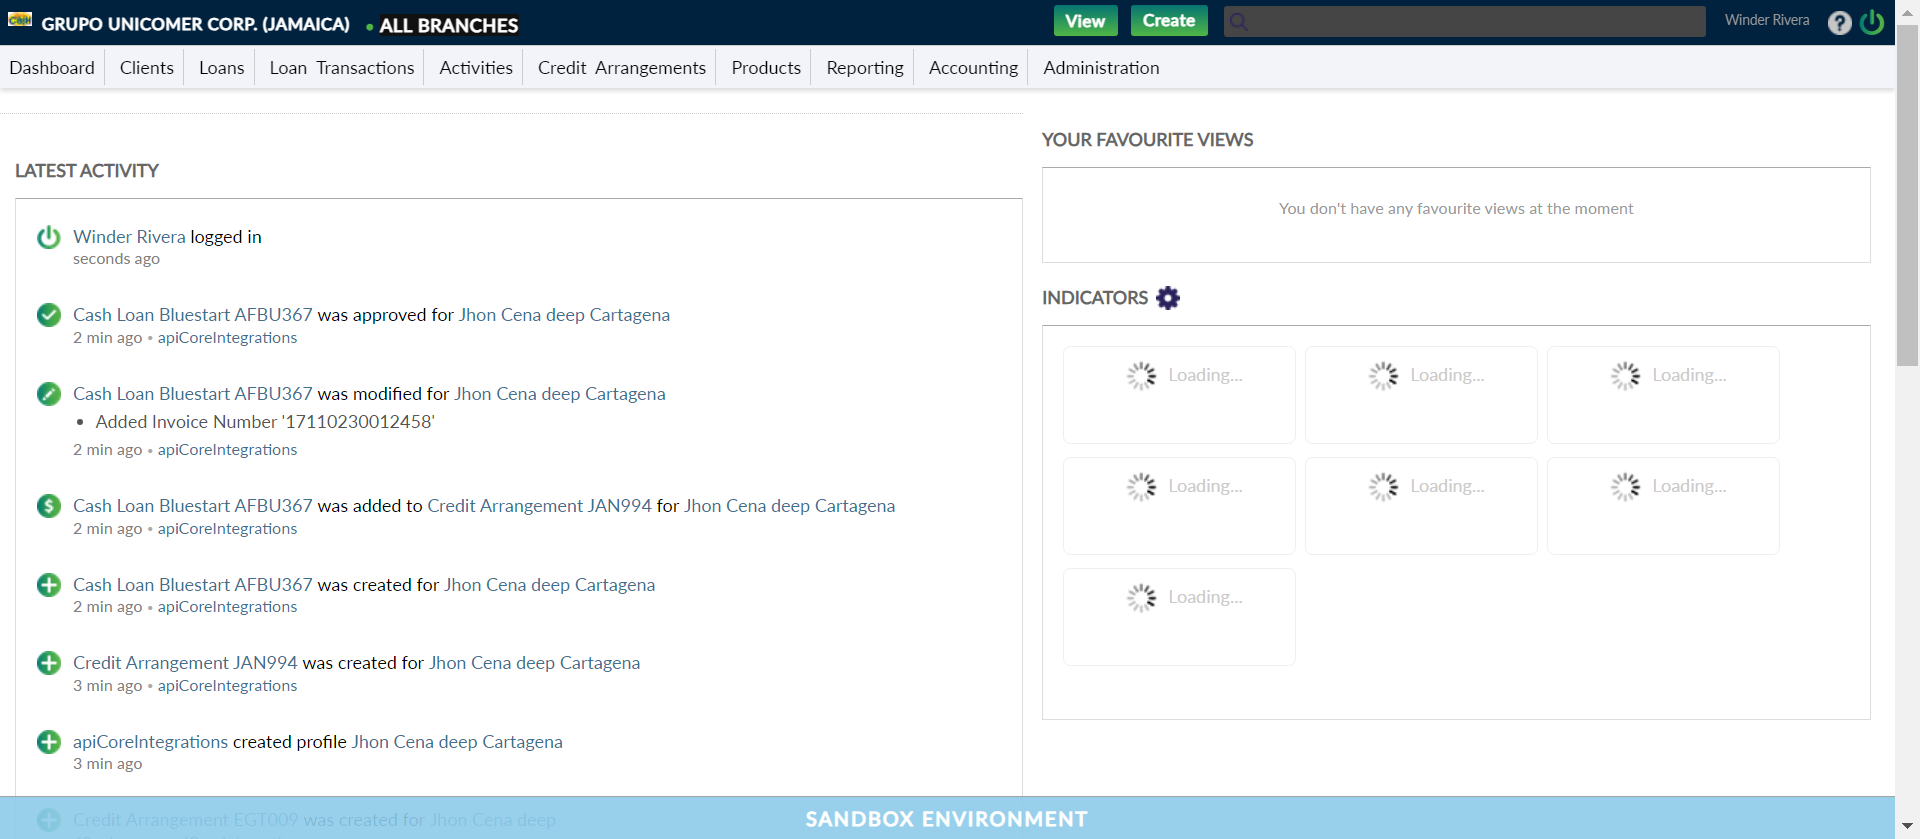 Cash GRUPO UNICOMER CORP. (JAMAICA) • ALL BRANCHES View Create Winder Rivera ?
Dashboard Clients Loans Loan Transactions Activities Credit Arrangements Products Reporting Accounting Administration
LATEST ACTIVITY
Winder Rivera logged in
seconds ago
Cash Loan Bluestart AFBU367 was approved for Jhon Cena deep Cartagena
2 min ago • apiCoreIntegrations
Cash Loan Bluestart AFBU367 was modified for Jhon Cena deep Cartagena
• Added Invoice Number '17110230012458'
2 min ago • apiCoreIntegrations
Cash Loan Bluestart AFBU367 was added to Credit Arrangement JAN994 for Jhon Cena deep Cartagena
2 min ago • apiCoreIntegrations
Cash Loan Bluestart AFBU367 was created for Jhon Cena deep Cartagena
2 min ago • apiCoreIntegrations
Credit Arrangement JAN994 was created for Jhon Cena deep Cartagena
3 min ago • apiCoreIntegrations
apiCoreIntegrations created profile Jhon Cena deep Cartagena
3 min ago
Credit Arrangement EGT009 was created for Jhon Cena deep
YOUR FAVOURITE VIEWS
You don't have any favourite views at the moment
INDICATORS
Loading... Loading... Loading...
Loading... Loading... Loading...
Loading...
SANDBOX ENVIRONMENT